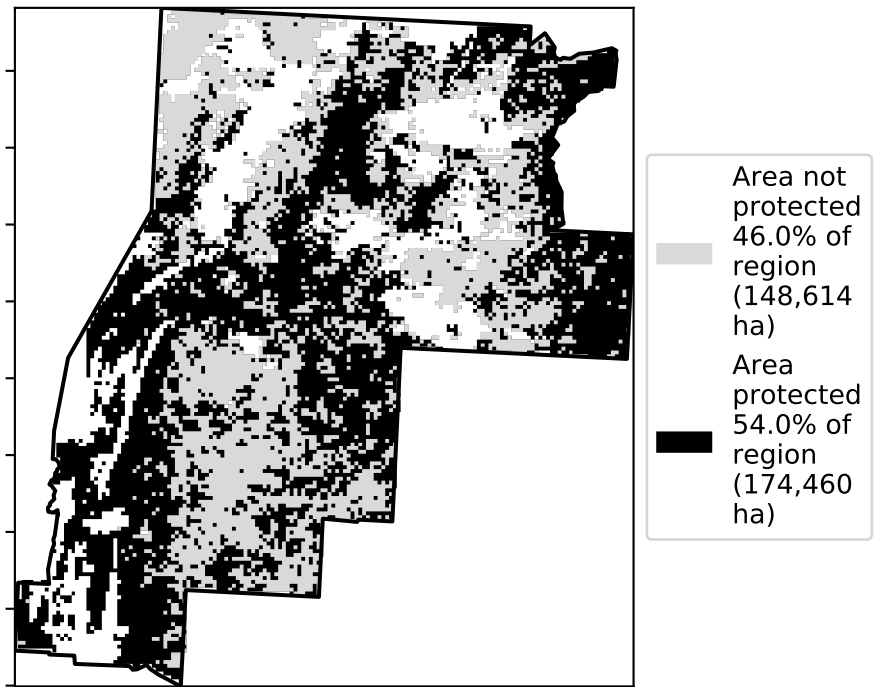 Area not
protected
46.0% of
region
(148,614
ha)
Area
protected
54.0% of
region
(174,460
ha)